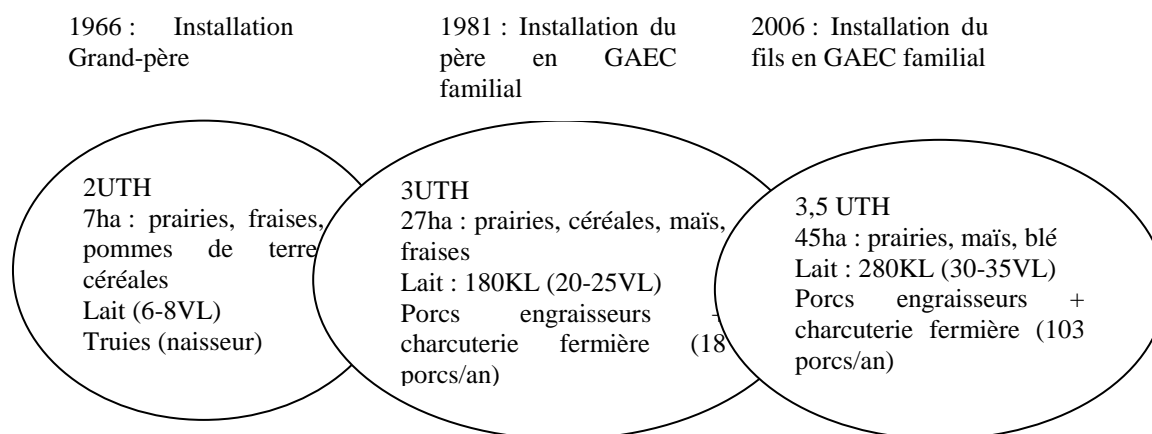 1966 : Installation
Grand-père
1981 : Installation du
père en GAEC
familial
2006 : Installation du
fils en GAEC familial
2UTH
7ha : prairies, fraises,
pommes de terre
céréales
Lait (6-8VL)
Truies (naisseur)
3UTH
27ha : prairies, céréales, maïs,
fraises
Lait : 180KL (20-25VL)
Porcs engraisseurs
charcuterie fermière (18
porcs/an)
3,5 UTH
45ha : prairies, maïs, blé
Lait : 280KL (30-35VL)
Porcs engraisseurs +
charcuterie fermière (103
porcs/an)